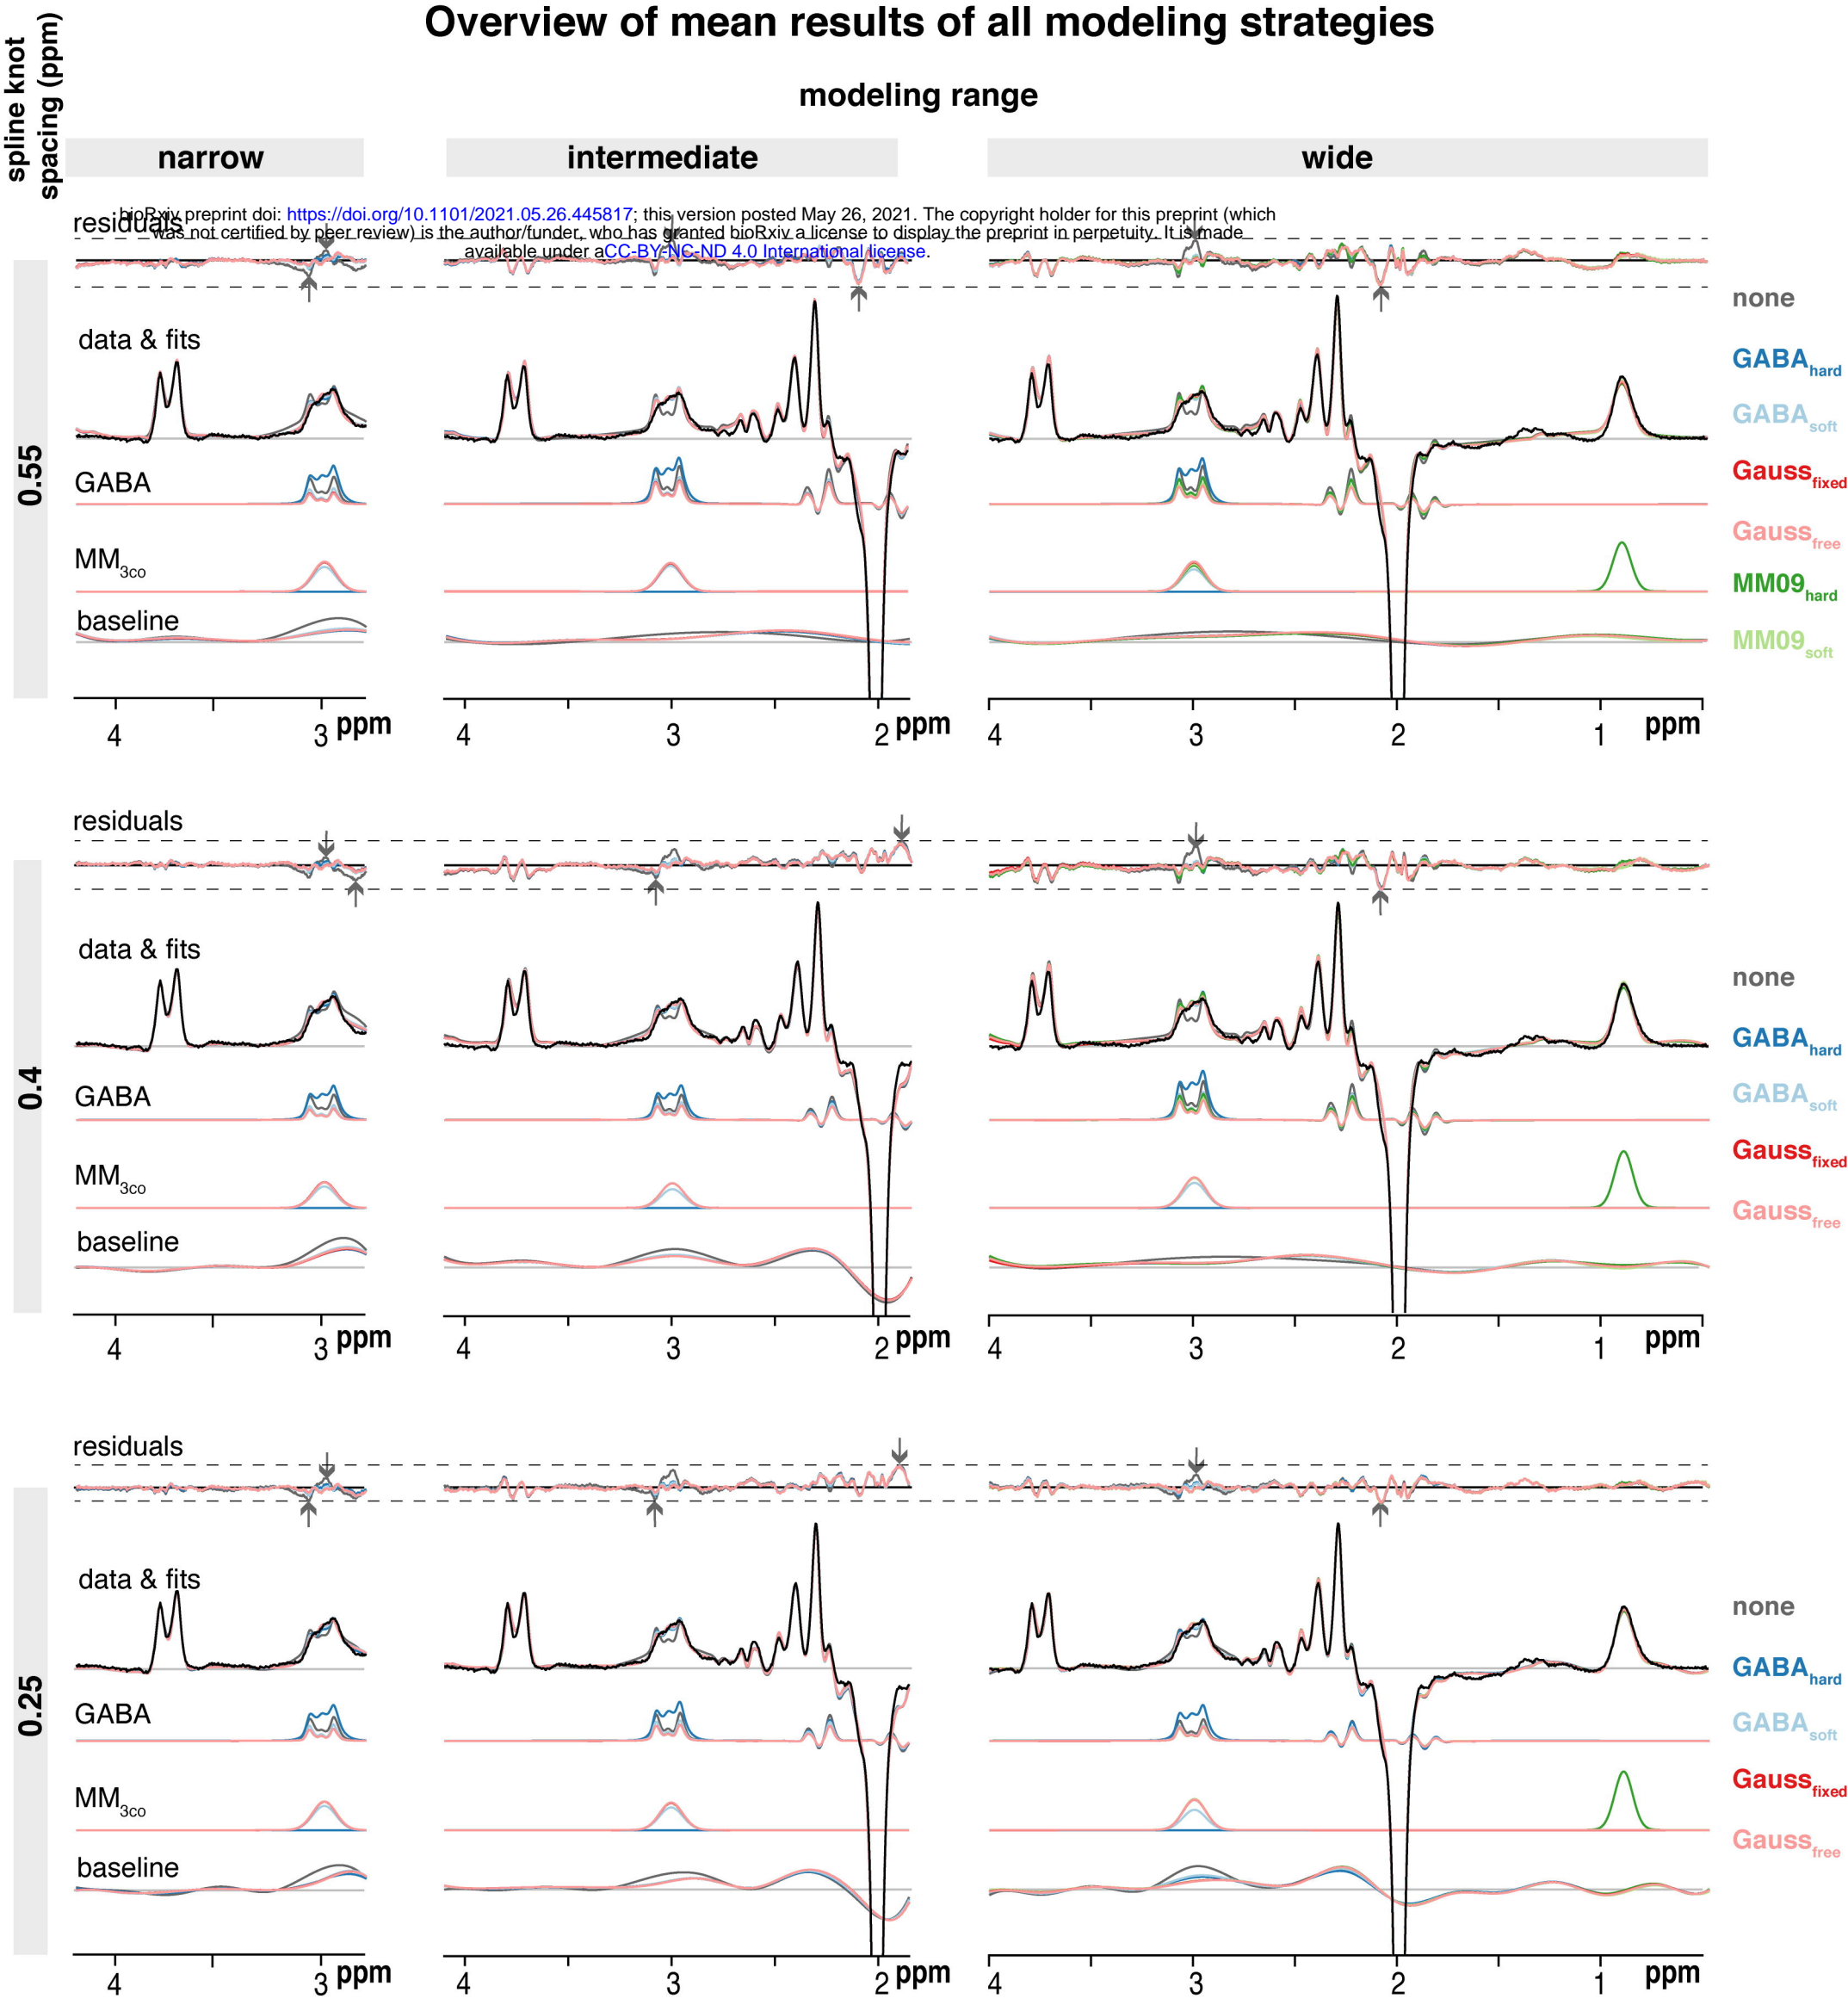 Overview of mean results of all modeling strategies
spline knot
spacing (ppm)
modeling range
narrow intermediate wide
bioRxiv preprint doi: https://doi.org/10.1101/2021.05.26.445817; this version posted May 26, 2021. The copyright holder for this preprint (which
was not certified by peer review) is the author/funder, who has granted bioRxiv a license to display the preprint in perpetuity. It is made
available under aCC-BY-NC-ND 4.0 International license.
residuals
data & fits
GABA
MM3co
baseline
0.55
4 3 ppm 4 3 2 ppm 4 3 2 1 ppm
none
GABAhard
GABAsoft
Gaussfixed
Gaussfree
MM09hard
MM09soft
residuals
data & fits
GABA
MM3co
baseline
0.4
4 3 ppm 4 3 2 ppm 4 3 2 1 ppm
none
GABAhard
GABAsoft
Gaussfixed
Gaussfree
residuals
data & fits
GABA
MM3co
baseline
0.25
4 3 ppm 4 3 2 ppm 4 3 2 1 ppm
none
GABAhard
GABAsoft
Gaussfixed
Gaussfree